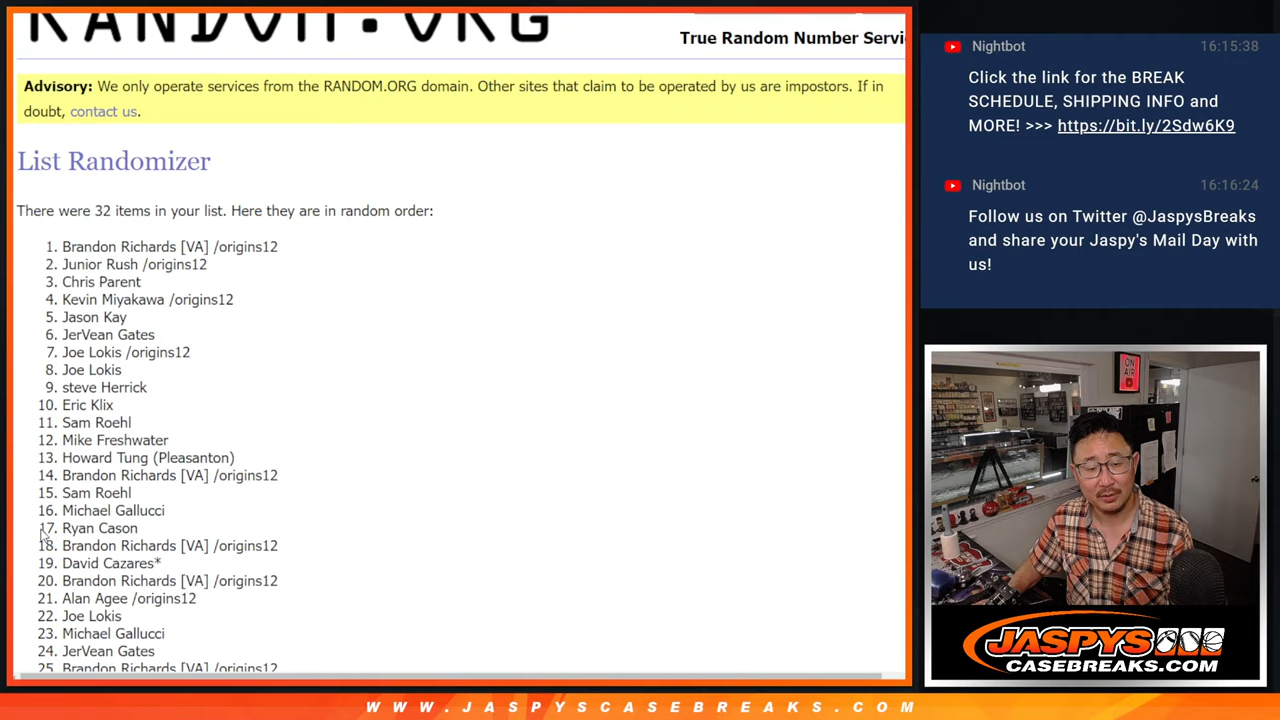 RANDOM.ORG
True Random Number Servi
Advisory: We only operate services from the RANDOM.ORG domain. Other sites that claim to be operated by us are impostors. If in
doubt, contact us.
List Randomizer
There were 32 items in your list. Here they are in random order:
1. Brandon Richards [VA] /origins12
2. Junior Rush /origins12
3. Chris Parent
4. Kevin Miyakawa /origins12
5. Jason Kay
6. JerVean Gates
7. Joe Lokis /origins12
8. Joe Lokis
9. steve Herrick
10. Eric Klix
11. Sam Roehl
12. Mike Freshwater
13. Howard Tung (Pleasanton)
14. Brandon Richards [VA] /origins12
15. Sam Roehl
16. Michael Gallucci
17. Ryan Cason
18. Brandon Richards [VA] /origins12
19. David Cazares*
20. Brandon Richards [VA] /origins12
21. Alan Agee /origins12
22. Joe Lokis
23. Michael Gallucci
24. JerVean Gates
25. Brandon Richards [VA] /origins12
Nightbot 16:15:38
Click the link for the BREAK
SCHEDULE, SHIPPING INFO and
MORE! >>> https://bit.ly/2Sdw6K9
Nightbot 16:16:24
Follow us on Twitter @JaspysBreaks
and share your Jaspy's Mail Day with
us!
ON
AIR
JASPYS
CASEBREAKS.COM
WWW.JASPYSCASEBREAKS.COM